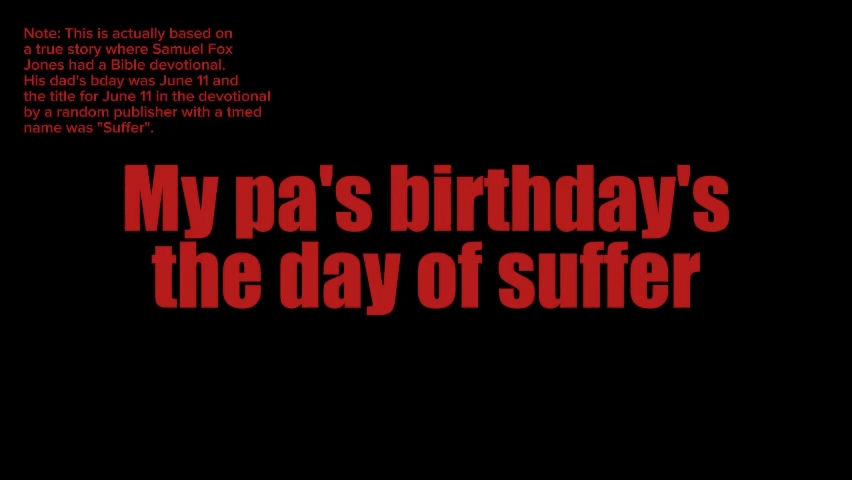 Note: This is actually based on
a true story where Samuel Fox
Jones had a Bible devotional.
His dad's bday was June 11 and
the title for June 11 in the devotional
by a random publisher with a tmed
name was "Suffer".
My pa's birthday's
the day of suffer